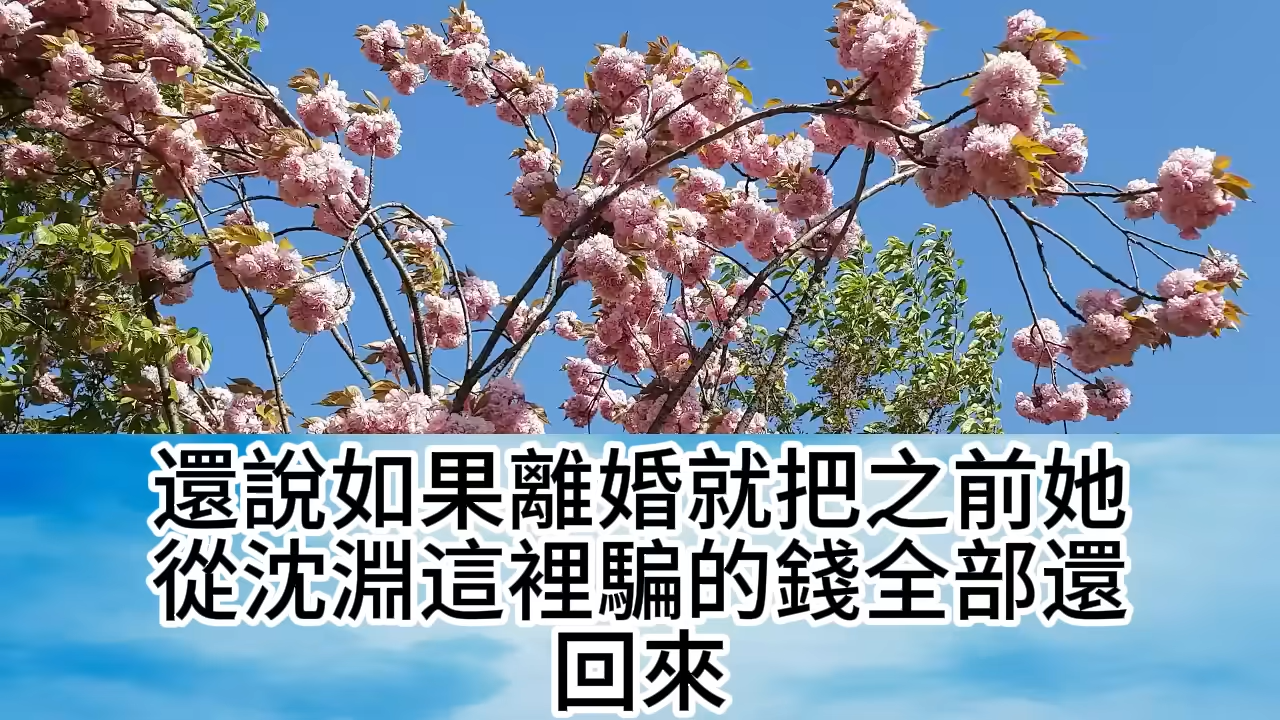 還說如果離婚就把之前她
從沈淵這裡騙的錢全部還
回來